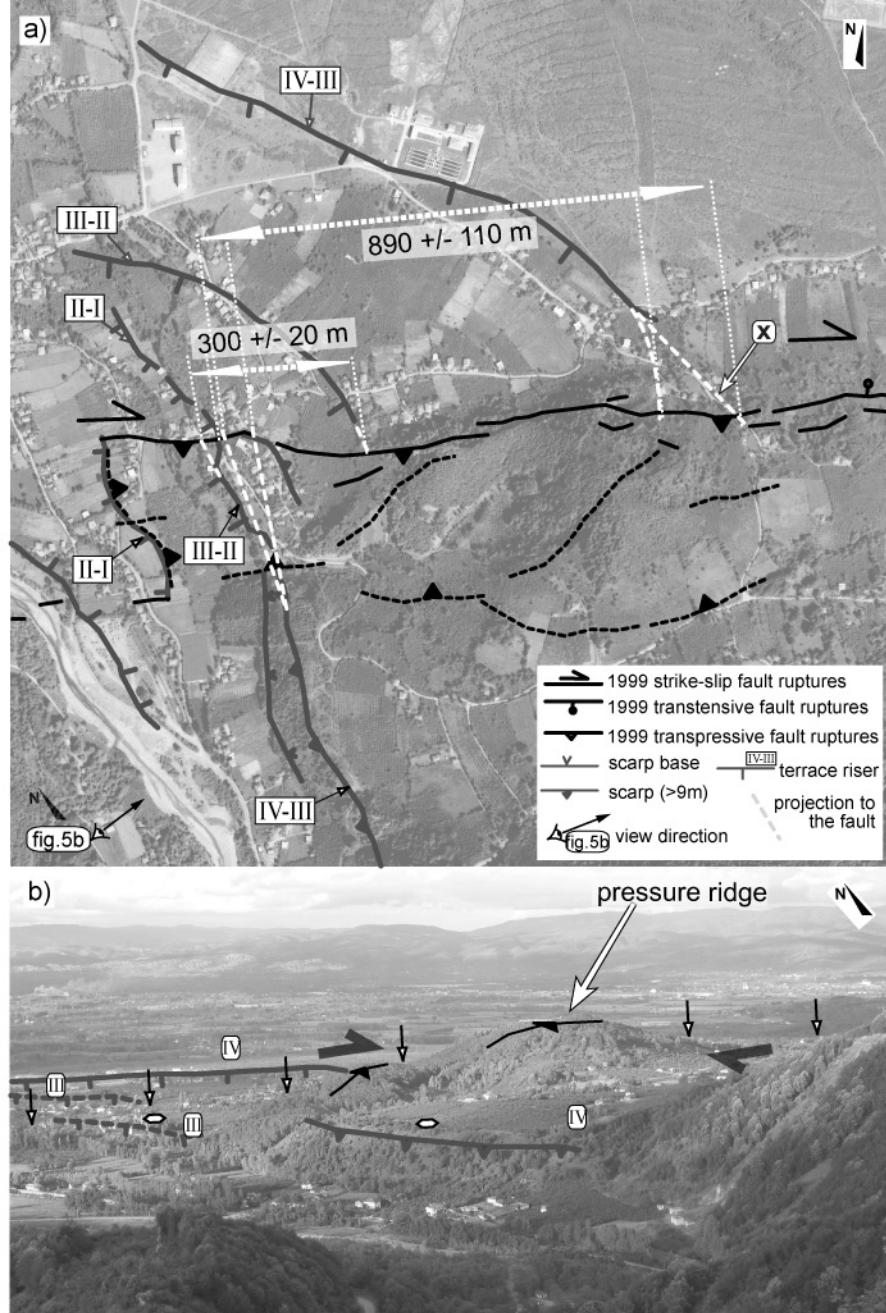 a)
N
IV-III
III-II
890 +/- 110 m
II-I
300 +/- 20 m
X
II-I
III-II
IV-III
N
fig.5b
1999 strike-slip fault ruptures
1999 transtensive fault ruptures
1999 transpressive fault ruptures
scarp base
IV-III
terrace riser
scarp (>9m)
projection to
the fault
fig.5b
view direction
b)
N
pressure ridge
IV
III
III
IV